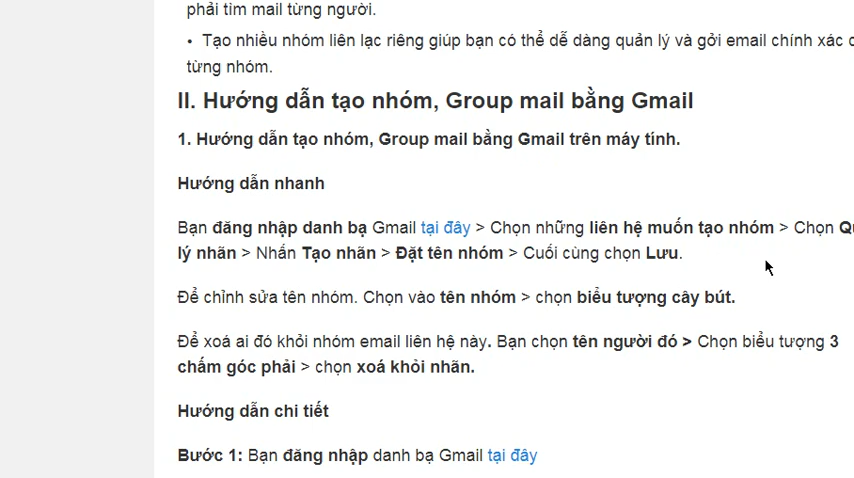 phải tìm mail từng người.
• Tạo nhiều nhóm liên lạc riêng giúp bạn có thể dễ dàng quản lý và gởi email chính xác
từng nhóm.
II. Hướng dẫn tạo nhóm, Group mail bằng Gmail
1. Hướng dẫn tạo nhóm, Group mail bằng Gmail trên máy tính.
Hướng dẫn nhanh
Bạn đăng nhập danh bạ Gmail tại đây > Chọn những liên hệ muốn tạo nhóm > Chọn
lý nhãn > Nhấn Tạo nhãn > Đặt tên nhóm > Cuối cùng chọn Lưu.
Để chỉnh sửa tên nhóm. Chọn vào tên nhóm > chọn biểu tượng cây bút.
Để xoá ai đó khỏi nhóm email liên hệ này. Bạn chọn tên người đó > Chọn biểu tượng 3
chấm góc phải > chọn xoá khỏi nhãn.
Hướng dẫn chi tiết
Bước 1: Bạn đăng nhập danh bạ Gmail tại đây